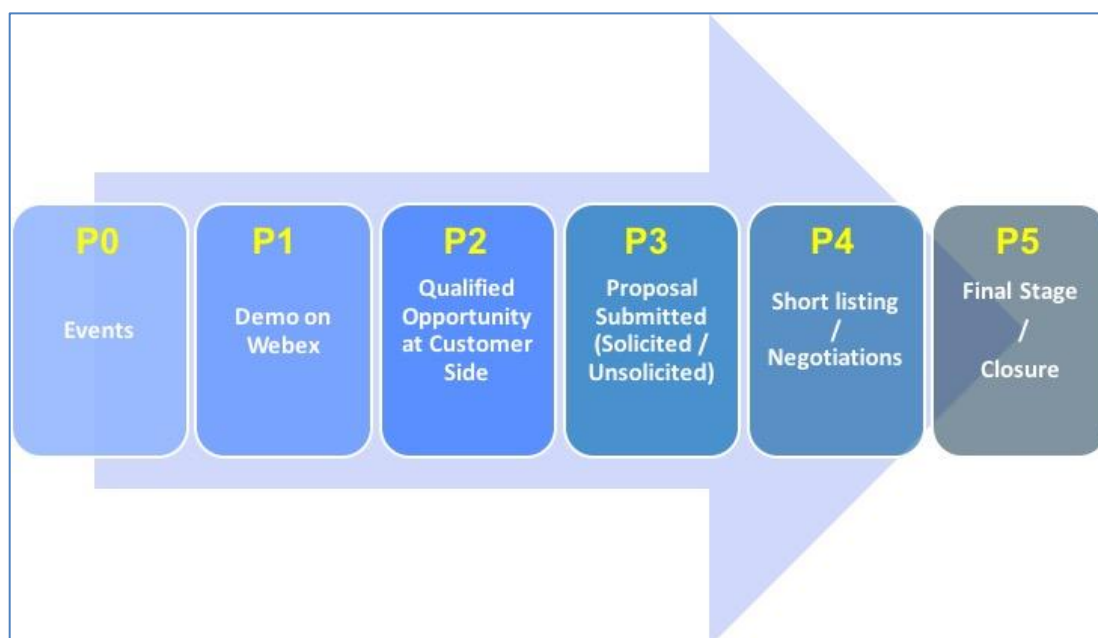 P0
Events
P1
Demo on
Webex
P2
Qualified
Opportunity
at Customer
Side
P3
Proposal
Submitted
(Solicited /
Unsolicited)
P4
Short listing
/
Negotiations
P5
Final Stage
/
Closure